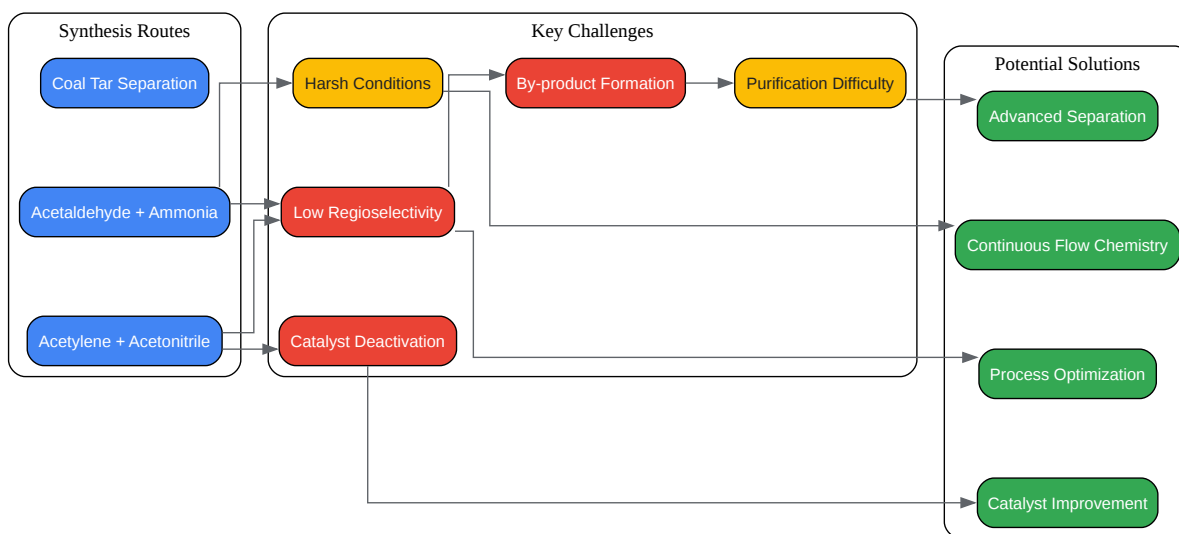 Synthesis Routes
Coal Tar Separation
Acetaldehyde + Ammonia
Acetylene + Acetonitrile
Key Challenges
Harsh Conditions
By-product Formation
Purification Difficulty
Low Regioselectivity
Catalyst Deactivation
Potential Solutions
Advanced Separation
Continuous Flow Chemistry
Process Optimization
Catalyst Improvement